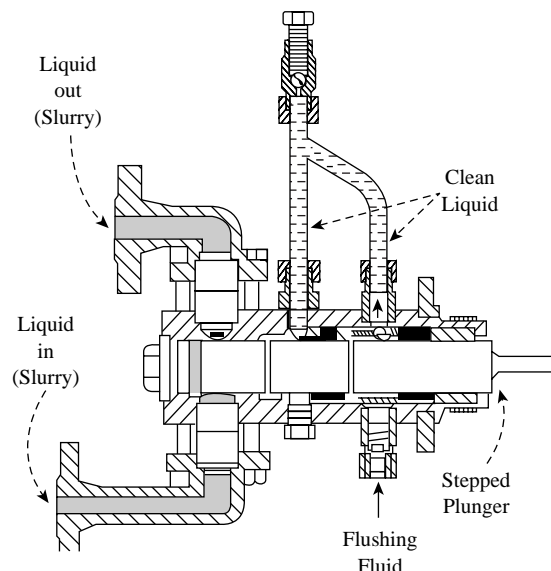 Liquid
out
(Slurry)
Clean
Liquid
Liquid
in
(Slurry)
Stepped
Plunger
Flushing
Fluid